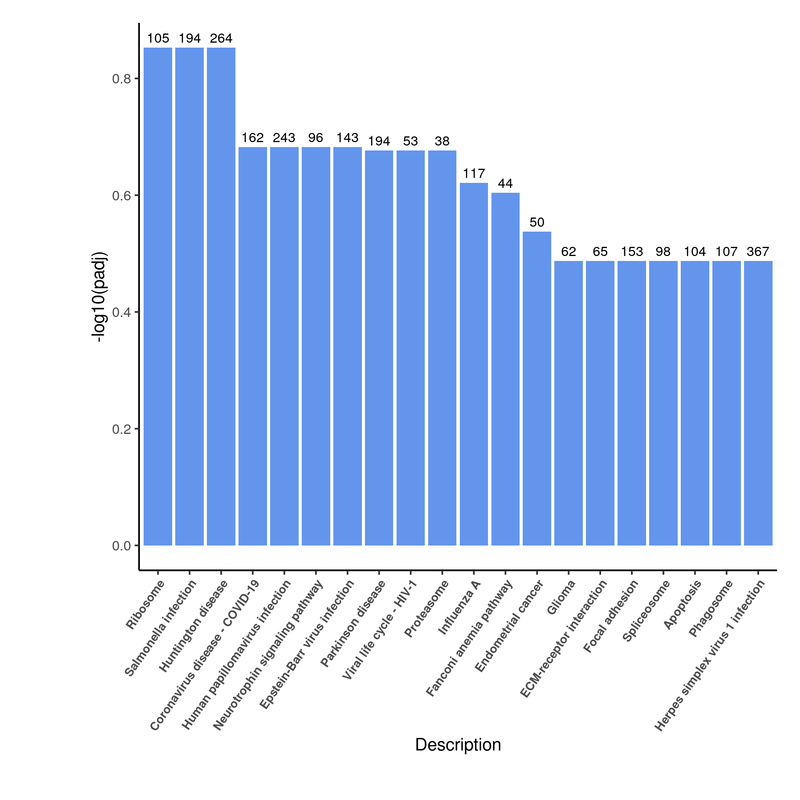 105 194 264
162 243 96 143 194 53 38
117
44
50
62 65 153 98 104 107 367
0.8
0.6
0.4
0.2
0.0
-log10(padj)
Ribosome
Salmonella infection
Huntington disease
Coronavirus disease - COVID-19
Human papillomavirus infection
Neurotrophin signaling pathway
Epstein-Barr virus infection
Parkinson disease
Viral life cycle - HIV-1
Proteasome
Influenza A
Fanconi anemia pathway
Endometrial cancer
Glioma
ECM-receptor interaction
Focal adhesion
Spliceosome
Apoptosis
Phagosome
Herpes simplex virus 1 infection
Description